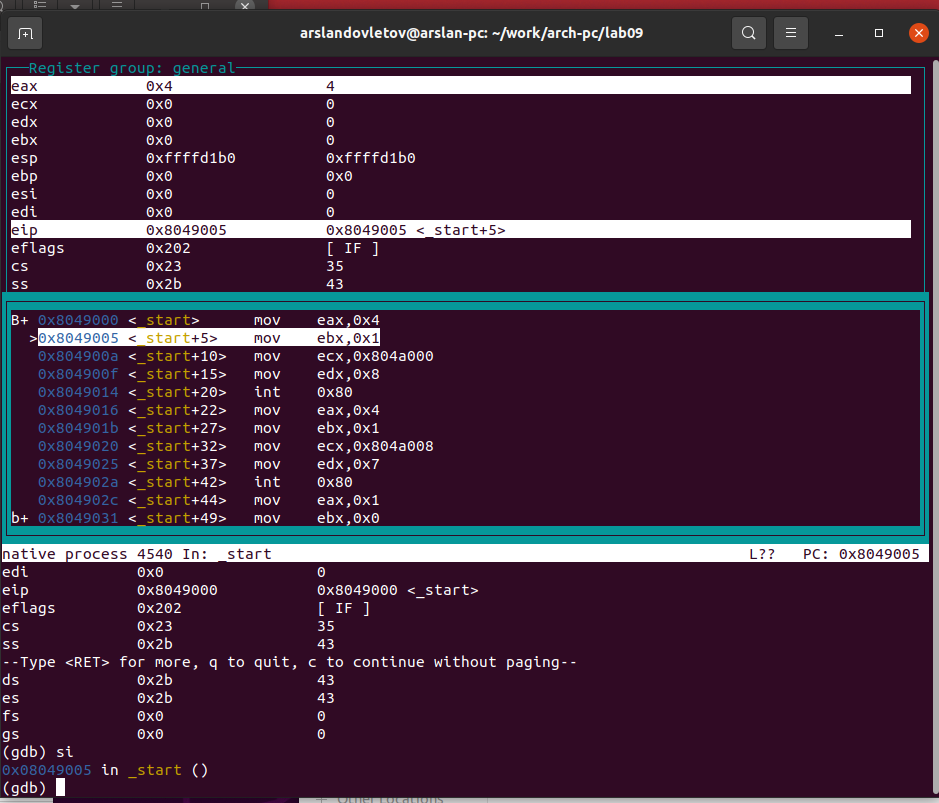 arslandovletov@arslan-pc: ~/work/arch-pc/lab09
Register group: general
eax            0x4                 4
ecx            0x0                 0
edx            0x0                 0
ebx            0x0                 0
esp            0xffffd1b0          0xffffd1b0
ebp            0x0                 0x0
esi            0x0                 0
edi            0x0                 0
eip            0x8049005           0x8049005 <_start+5>
eflags         0x202               [ IF ]
cs             0x23                35
ss             0x2b                43
B+ 0x8049000 <_start>      mov    eax,0x4
  >0x8049005 <_start+5>    mov    ebx,0x1
   0x804900a <_start+10>   mov    ecx,0x804a000
   0x804900f <_start+15>   mov    edx,0x8
   0x8049014 <_start+20>   int    0x80
   0x8049016 <_start+22>   mov    eax,0x4
   0x804901b <_start+27>   mov    ebx,0x1
   0x8049020 <_start+32>   mov    ecx,0x804a008
   0x8049025 <_start+37>   mov    edx,0x7
   0x804902a <_start+42>   int    0x80
   0x804902c <_start+44>   mov    eax,0x1
b+ 0x8049031 <_start+49>   mov    ebx,0x0
native process 4540 In: _start                                                     L??   PC: 0x8049005
edi            0x0                 0
eip            0x8049000           0x8049000 <_start>
eflags         0x202               [ IF ]
cs             0x23                35
ss             0x2b                43
--Type <RET> for more, q to quit, c to continue without paging--
ds             0x2b                43
es             0x2b                43
fs             0x0                 0
gs             0x0                 0
(gdb) si
0x08049005 in _start ()
(gdb)
+ Other Locations